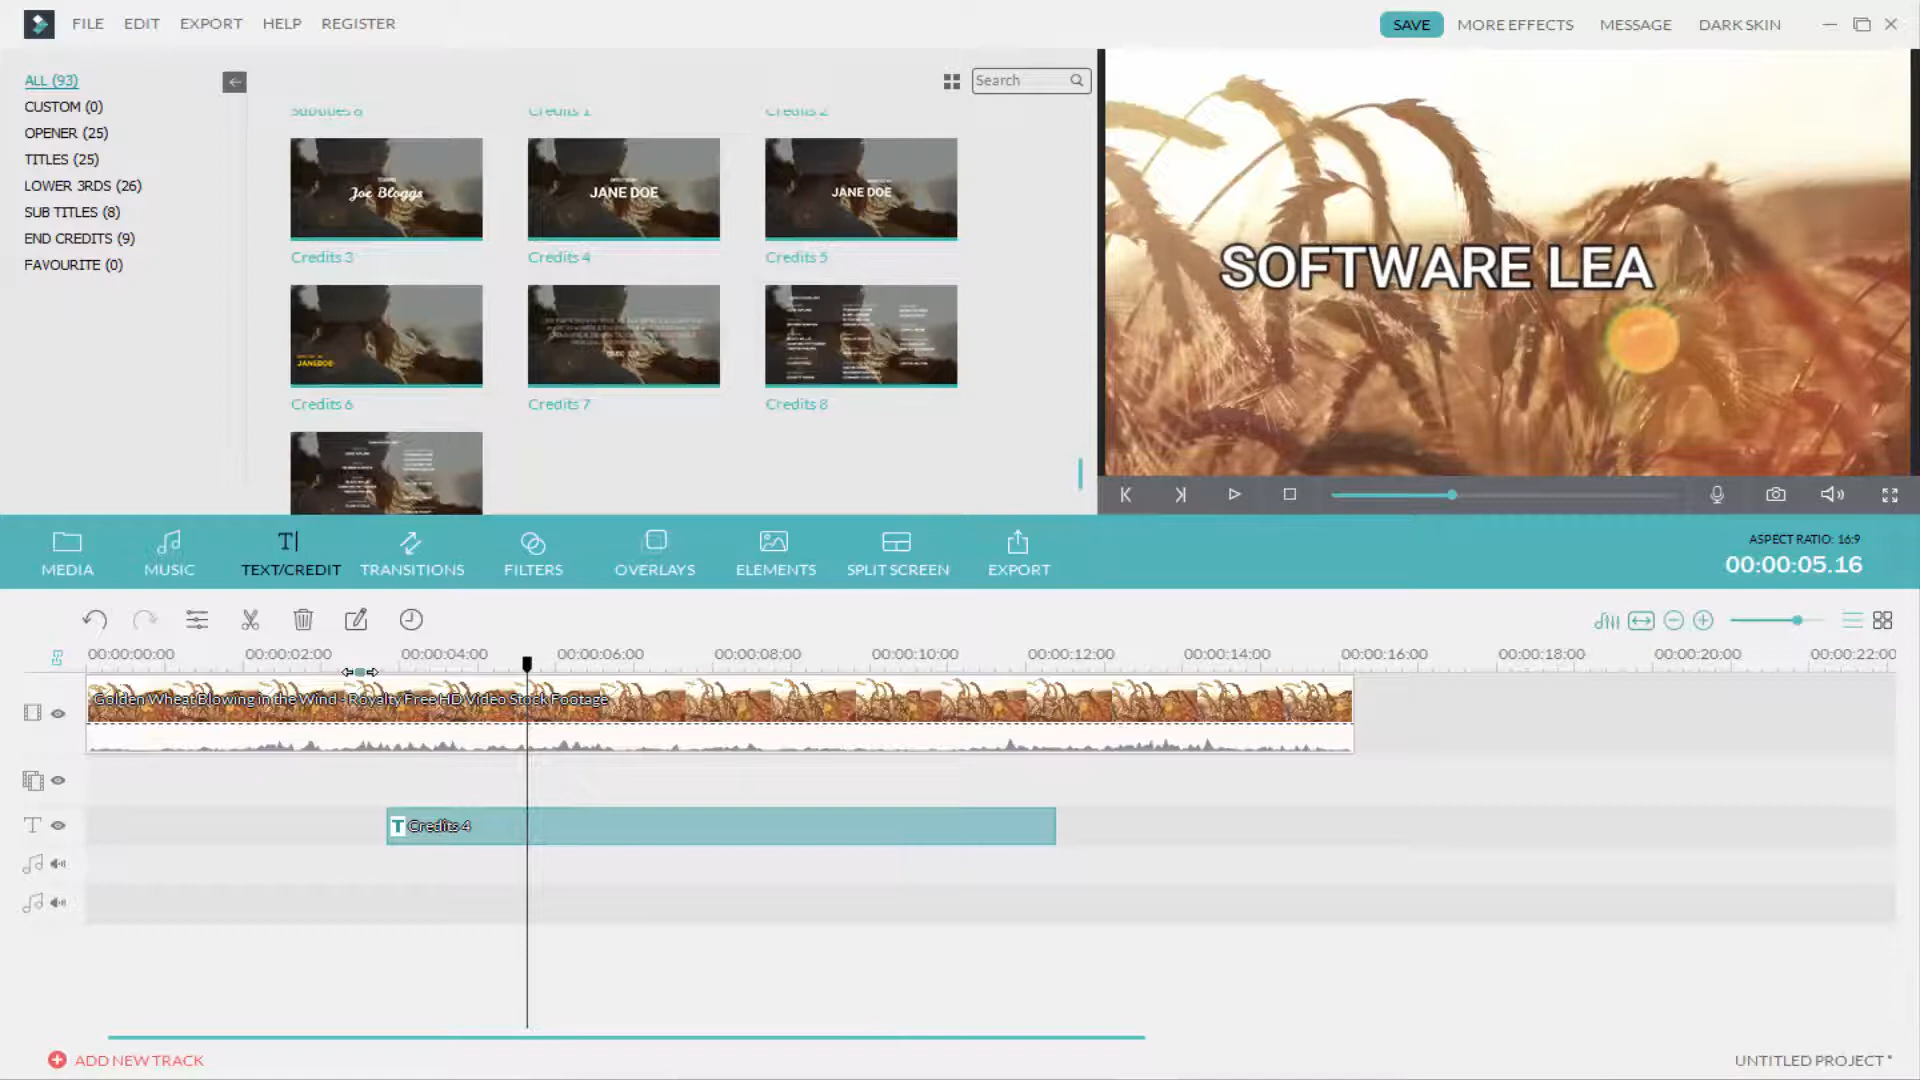 FILE EDIT EXPORT HELP REGISTER
SAVE MORE EFFECTS MESSAGE DARK SKIN
ALL (93)
CUSTOM (0)
OPENER (25)
TITLES (25)
LOWER 3RDS (26)
SUB TITLES (8)
END CREDITS (9)
FAVOURITE (0)
Search
Subtitles 8 Credits 1 Credits 2
Joe Bloggs
JANE DOE
JANE DOE
Credits 3 Credits 4 Credits 5
JANEDOE
Credits 6 Credits 7 Credits 8
SOFTWARE LEA
MEDIA MUSIC TEXT/CREDIT TRANSITIONS FILTERS OVERLAYS ELEMENTS SPLIT SCREEN EXPORT
ASPECT RATIO: 16:9
00:00:05.16
00:00:00:00 00:00:02:00 00:00:04:00 00:00:06:00 00:00:08:00 00:00:10:00 00:00:12:00 00:00:14:00 00:00:16:00 00:00:18:00 00:00:20:00 00:00:22:00
Golden Wheat Blowing in the Wind - Royalty Free HD Video Stock Footage
T Credits 4
ADD NEW TRACK
UNTITLED PROJECT *